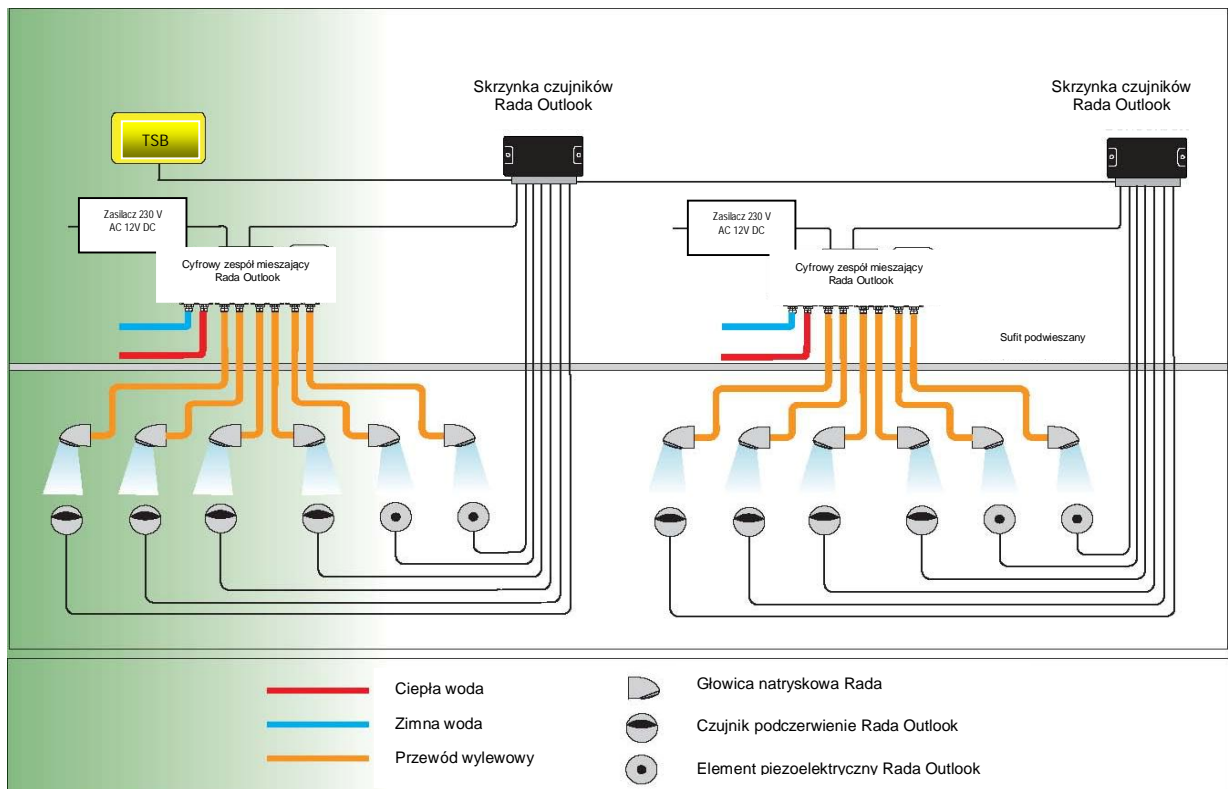 Skrzynka czujników
Rada Outlook
Skrzynka czujników
Rada Outlook
TSB
Zasilacz 230 V
AC 12V DC
Zasilacz 230 V
AC 12V DC
Cyfrowy zespół mieszający
Rada Outlook
Cyfrowy zespół mieszający
Rada Outlook
Sufit podwieszany
Ciepła woda
Zimna woda
Przewód wylewowy
Głowica natryskowa Rada
Czujnik podczerwienie Rada Outlook
Element piezoelektryczny Rada Outlook